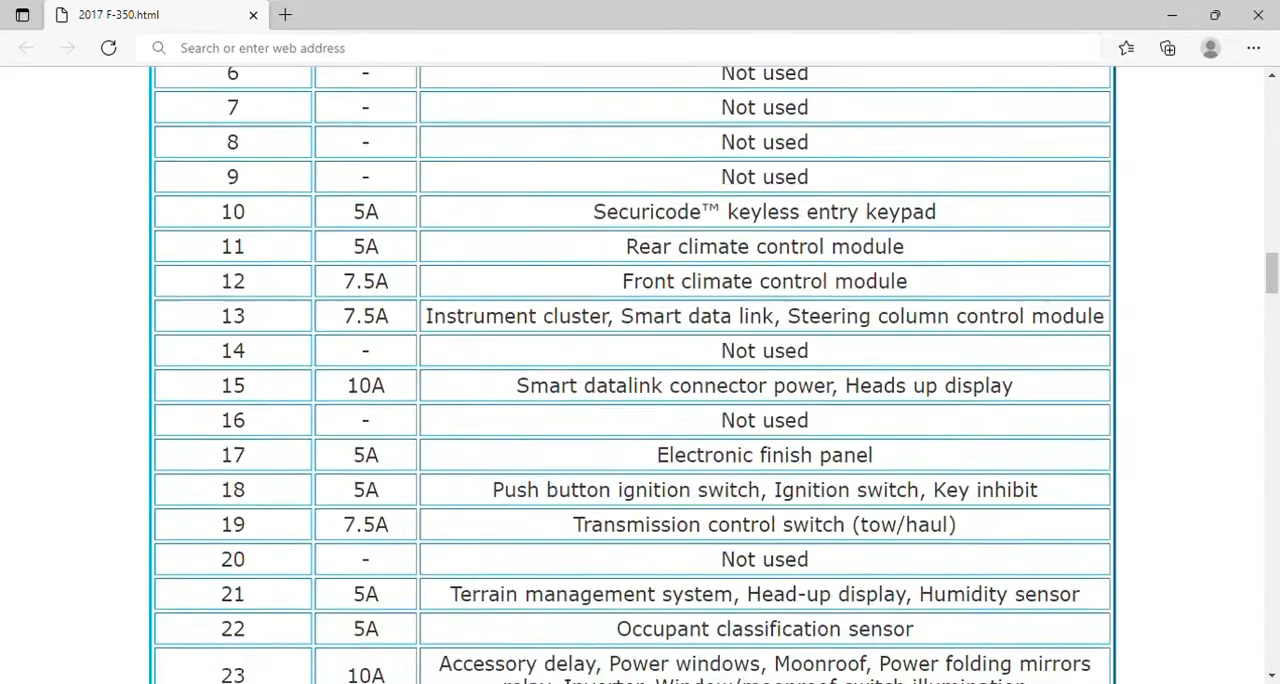 2017 F-350.html
Search or enter web address
6 - Not used
7 - Not used
8 - Not used
9 - Not used
10 5A Securicode™ keyless entry keypad
11 5A Rear climate control module
12 7.5A Front climate control module
13 7.5A Instrument cluster, Smart data link, Steering column control module
14 - Not used
15 10A Smart datalink connector power, Heads up display
16 - Not used
17 5A Electronic finish panel
18 5A Push button ignition switch, Ignition switch, Key inhibit
19 7.5A Transmission control switch (tow/haul)
20 - Not used
21 5A Terrain management system, Head-up display, Humidity sensor
22 5A Occupant classification sensor
23 10A Accessory delay, Power windows, Moonroof, Power folding mirrors
relay, Inverter, Window/moonroof switch illumination